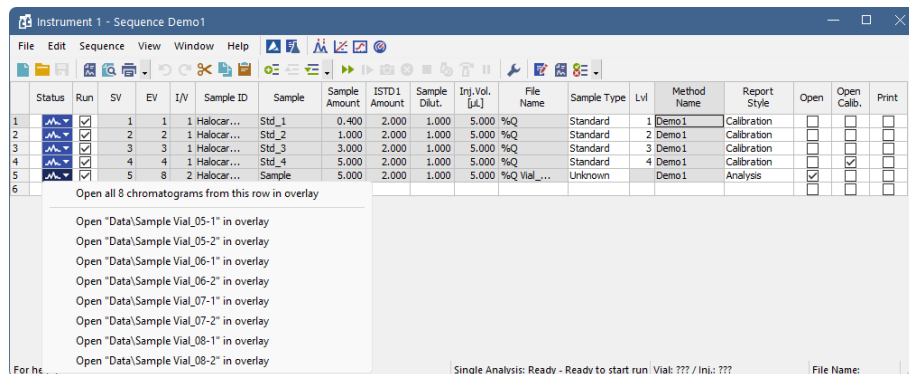 Instrument 1 - Sequence Demo1
File Edit Sequence View Window Help
Status Run SV EV I/V Sample ID Sample Sample Amount ISTD1 Amount Sample Dilut. Inj.Vol. [µL] File Name Sample Type Lvl Method Name Report Style Open Open Calib. Print
1 1 1 1 Halocar... Std_1 0.400 2.000 1.000 5.000 %Q Standard 1 Demo1 Calibration
2 2 2 1 Halocar... Std_2 1.000 2.000 1.000 5.000 %Q Standard 2 Demo1 Calibration
3 3 3 1 Halocar... Std_3 3.000 2.000 1.000 5.000 %Q Standard 3 Demo1 Calibration
4 4 4 1 Halocar... Std_4 5.000 2.000 1.000 5.000 %Q Standard 4 Demo1 Calibration
5 5 8 2 Halocar... Sample 5.000 2.000 1.000 5.000 %Q Vial_... Unknown Demo1 Analysis
6
Open all 8 chromatograms from this row in overlay
Open "Data\Sample Vial_05-1" in overlay
Open "Data\Sample Vial_05-2" in overlay
Open "Data\Sample Vial_06-1" in overlay
Open "Data\Sample Vial_06-2" in overlay
Open "Data\Sample Vial_07-1" in overlay
Open "Data\Sample Vial_07-2" in overlay
Open "Data\Sample Vial_08-1" in overlay
Open "Data\Sample Vial_08-2" in overlay
For Single Analysis: Ready - Ready to start run Vial: ??? / Inj.: ??? File Name: